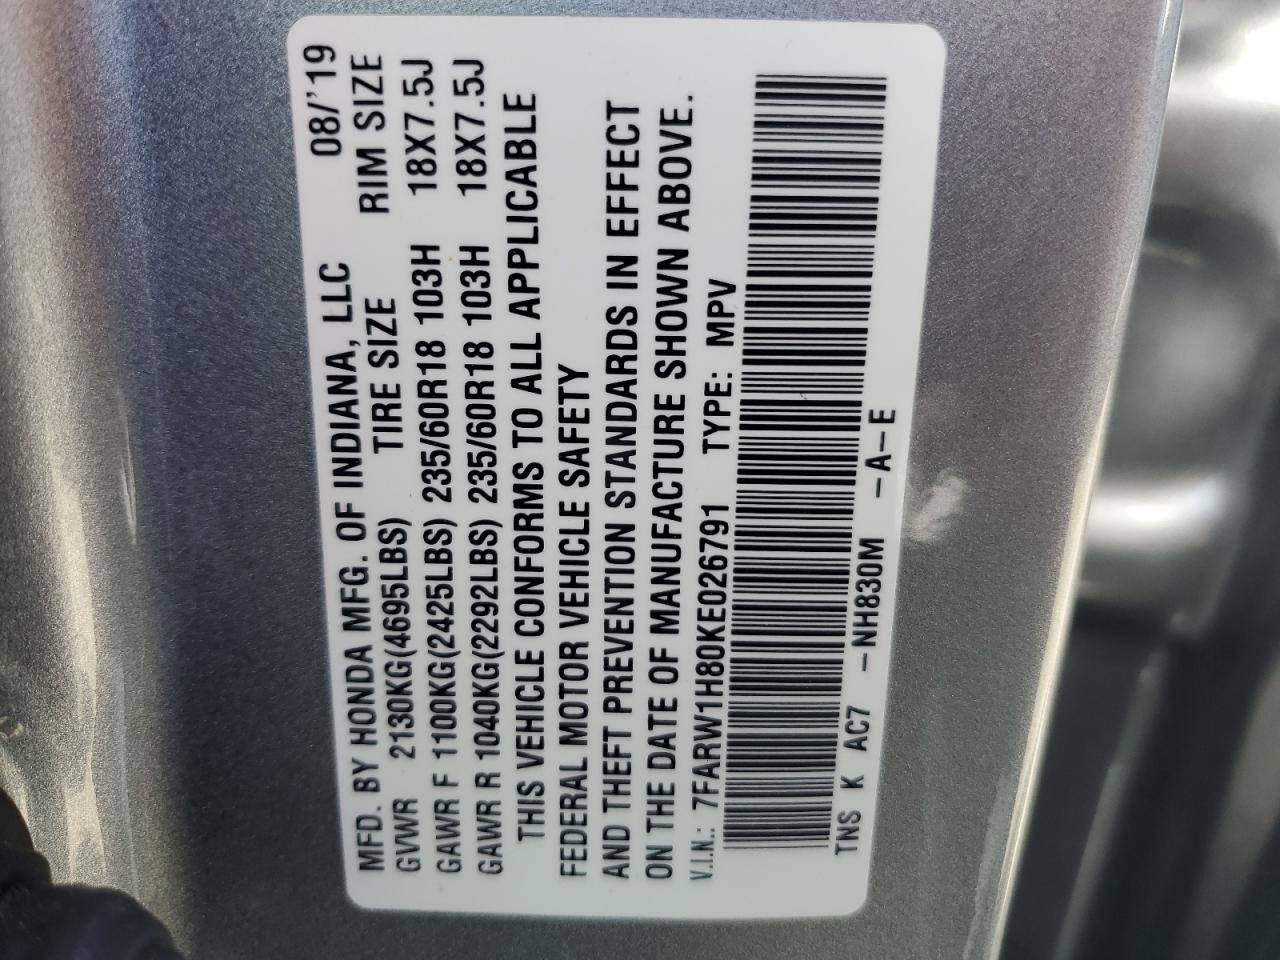 MFD. BY HONDA MFG. OF INDIANA, LLC 08/'19
TIRE SIZE RIM SIZE
GVWR 2130KG(4695LBS)
GAWR F 1100KG(2425LBS) 235/60R18 103H 18X7.5J
GAWR R 1040KG(2292LBS) 235/60R18 103H 18X7.5J
THIS VEHICLE CONFORMS TO ALL APPLICABLE
FEDERAL MOTOR VEHICLE SAFETY
AND THEFT PREVENTION STANDARDS IN EFFECT
ON THE DATE OF MANUFACTURE SHOWN ABOVE.
V.I.N.: 7FARW1H80KE026791 TYPE: MPV
TNS K AC7 –NH830M –A–E